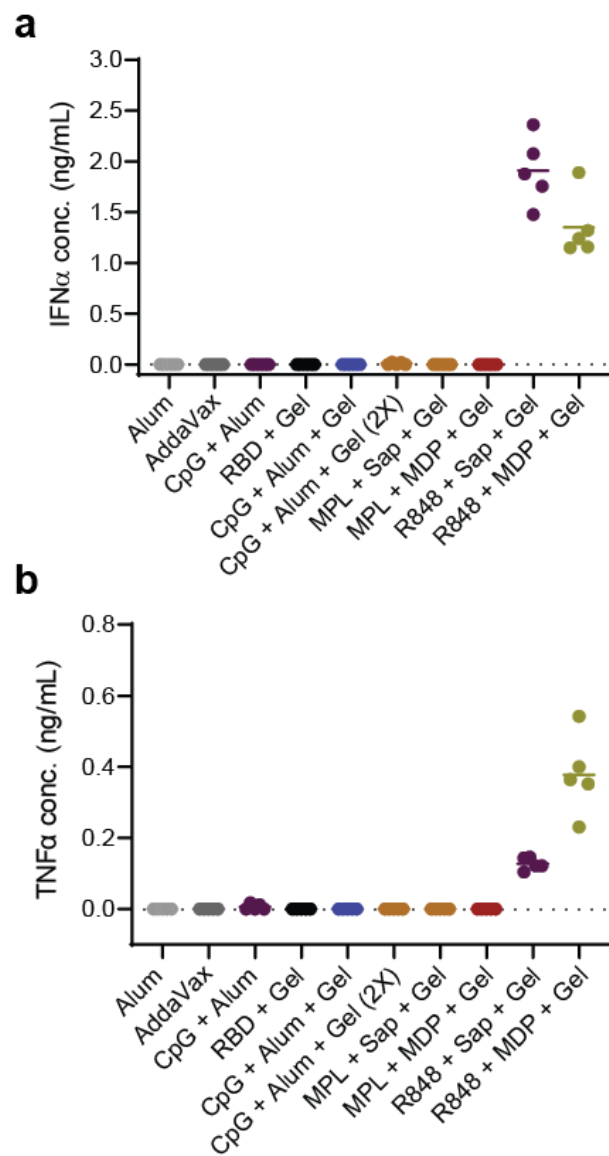 a
IFNα conc. (ng/mL)
3.0
2.5
2.0
1.5
1.0
0.5
0.0
Alum
AddaVax
CpG + Alum
RBD + Gel
CpG + Alum + Gel
CpG + Alum + Gel (2X)
MPL + Sap + Gel
MPL + MDP + Gel
R848 + Sap + Gel
R848 + MDP + Gel
b
TNFα conc. (ng/mL)
0.8
0.6
0.4
0.2
0.0
Alum
AddaVax
CpG + Alum
RBD + Gel
CpG + Alum + Gel
CpG + Alum + Gel (2X)
MPL + Sap + Gel
MPL + MDP + Gel
R848 + Sap + Gel
R848 + MDP + Gel